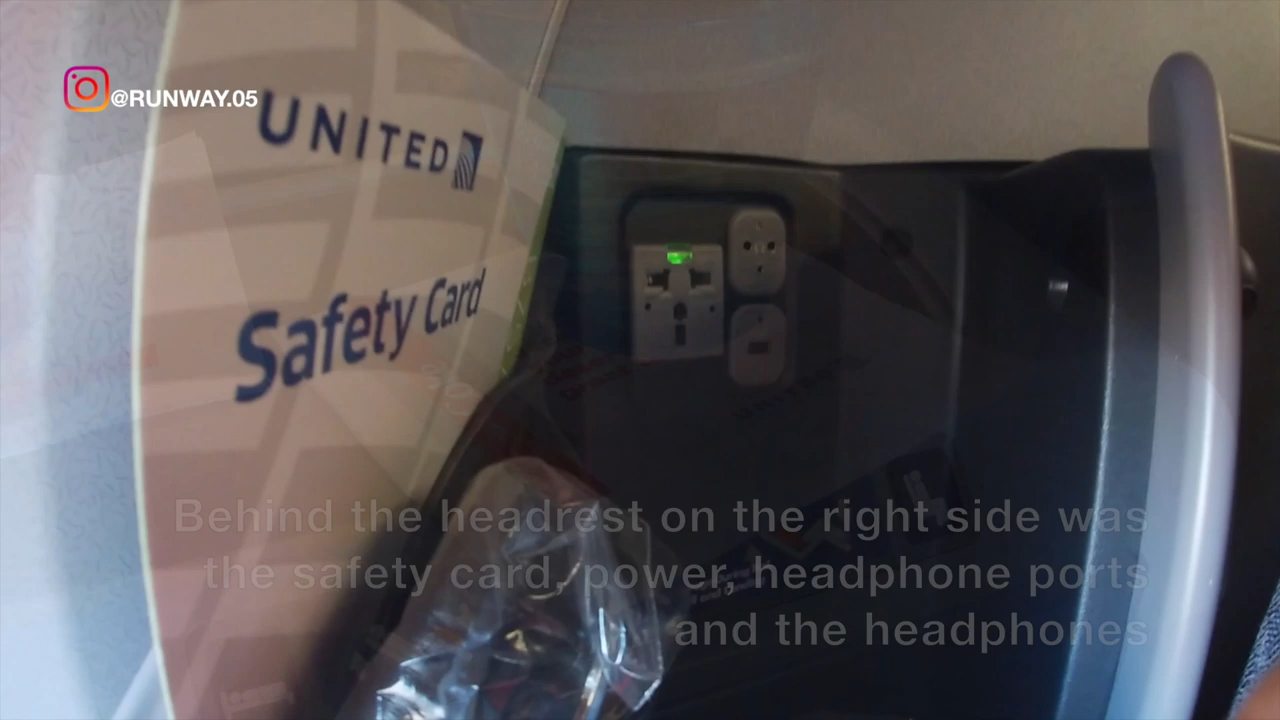 @RUNWAY.05
UNITED
Safety Card
Behind the headrest on the right side was
the safety card, power, headphone ports
and the headphones